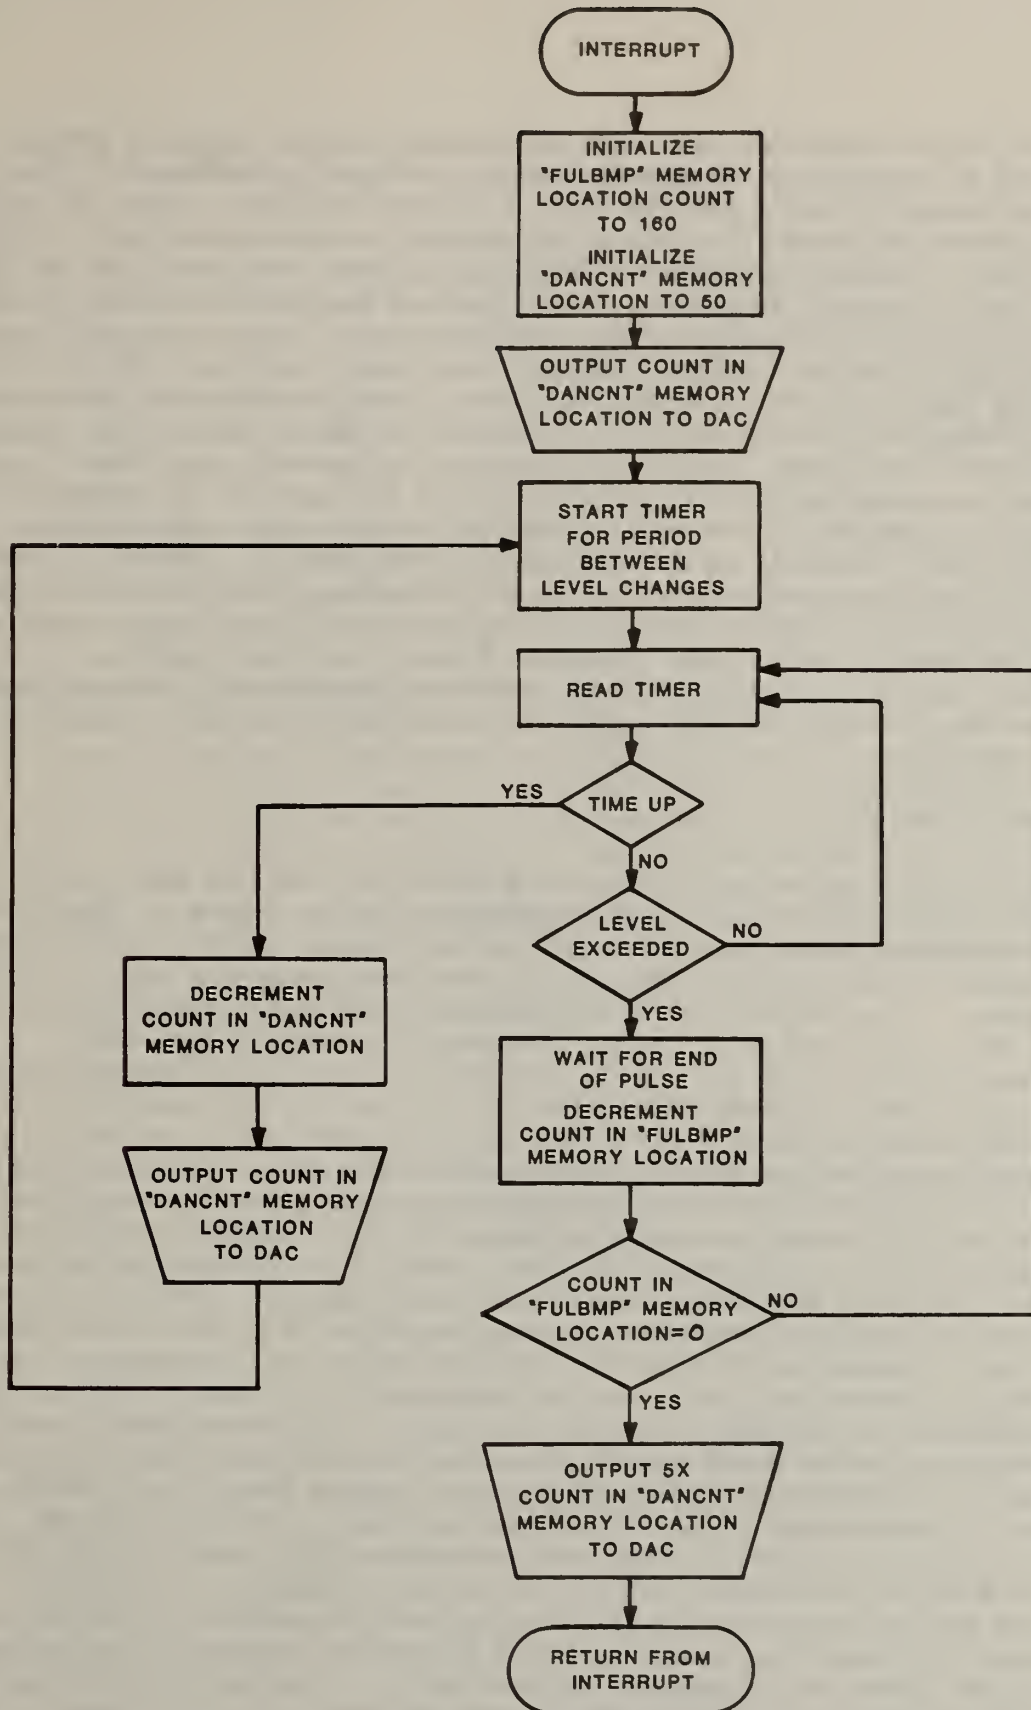 INTERRUPT
INITIALIZE
"FULBMP" MEMORY
LOCATION COUNT
TO 160
INITIALIZE
"DANCNT" MEMORY
LOCATION TO 50
OUTPUT COUNT IN
"DANCNT" MEMORY
LOCATION TO DAC
START TIMER
FOR PERIOD
BETWEEN
LEVEL CHANGES
READ TIMER
YES
TIME UP
NO
LEVEL
EXCEEDED
NO
YES
DECREMENT
COUNT IN "DANCNT"
MEMORY LOCATION
WAIT FOR END
OF PULSE
DECREMENT
COUNT IN "FULBMP"
MEMORY LOCATION
OUTPUT COUNT IN
"DANCNT" MEMORY
LOCATION
TO DAC
COUNT IN
"FULBMP" MEMORY
LOCATION=0
NO
YES
OUTPUT 5X
COUNT IN "DANCNT"
MEMORY LOCATION
TO DAC
RETURN FROM
INTERRUPT